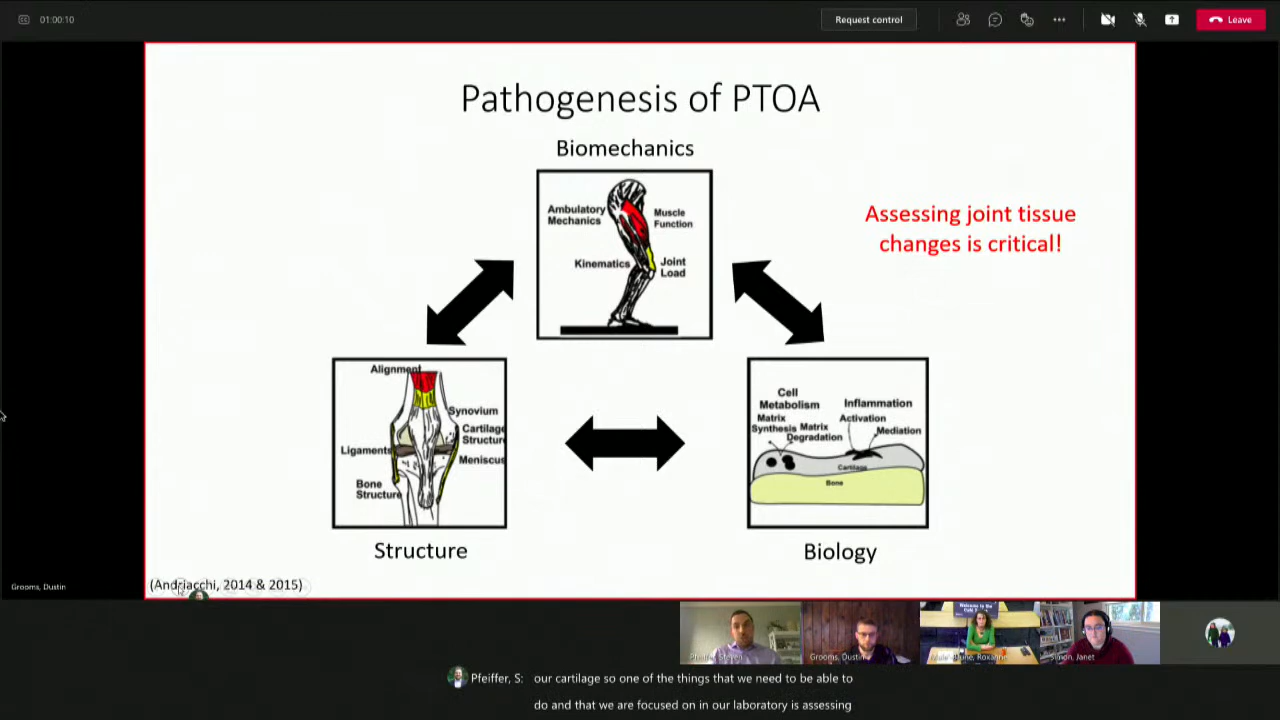 01:00:10
Request control
Leave
Pathogenesis of PTOA
Biomechanics
Ambulatory
Mechanics
Muscle
Function
Kinematics
Joint
Load
Assessing joint tissue
changes is critical!
Alignment
Synovium
Cartilage
Structure
Ligaments
Meniscus
Bone
Structure
Structure
Cell
Metabolism
Matrix
Synthesis
Matrix
Degradation
Inflammation
Activation
Mediation
Cartilage
Bone
Biology
(Andriacchi, 2014 & 2015)
Grooms, Dustin
Pfeiffer, Steven
Grooms, Dustin
Welcome to the
Roxanne
Simon, Janet
Pfeiffer, S: our cartilage so one of the things that we need to be able to
do and that we are focused on in our laboratory is assessing